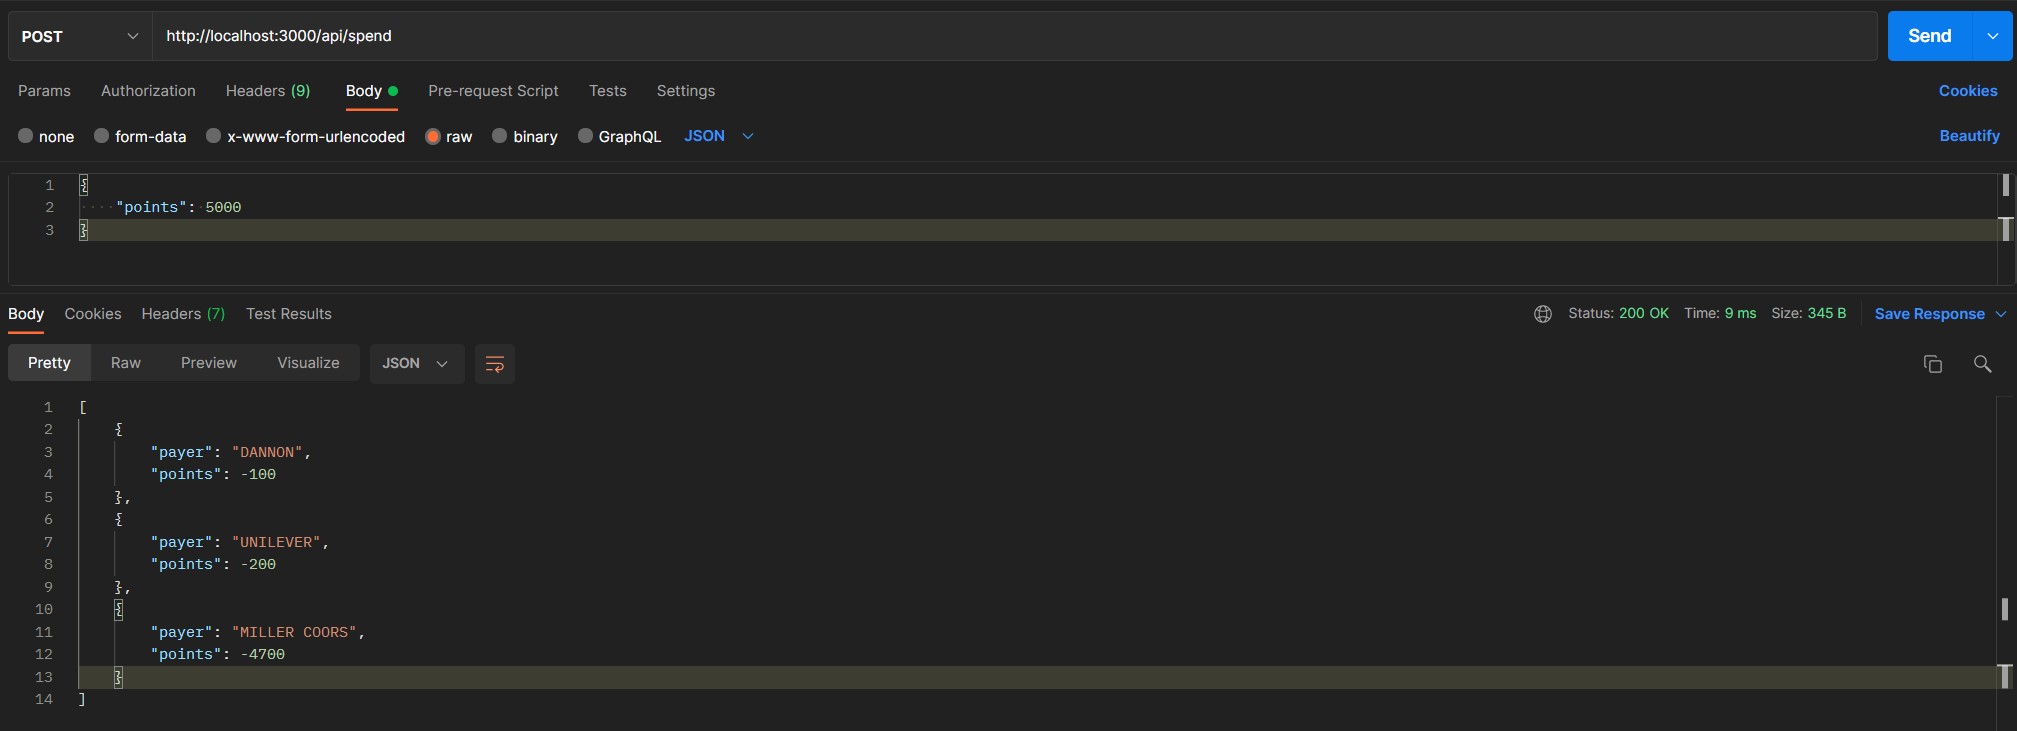 POST http://localhost:3000/api/spend Send
Params Authorization Headers (9) Body Pre-request Script Tests Settings Cookies
none form-data x-www-form-urlencoded raw binary GraphQL JSON Beautify
1 {
2 ····"points":·5000
3 }
Body Cookies Headers (7) Test Results Status: 200 OK Time: 9 ms Size: 345 B Save Response
Pretty Raw Preview Visualize JSON
1 [
2 {
3 "payer": "DANNON",
4 "points": -100
5 },
6 {
7 "payer": "UNILEVER",
8 "points": -200
9 },
10 {
11 "payer": "MILLER COORS",
12 "points": -4700
13 }
14 ]